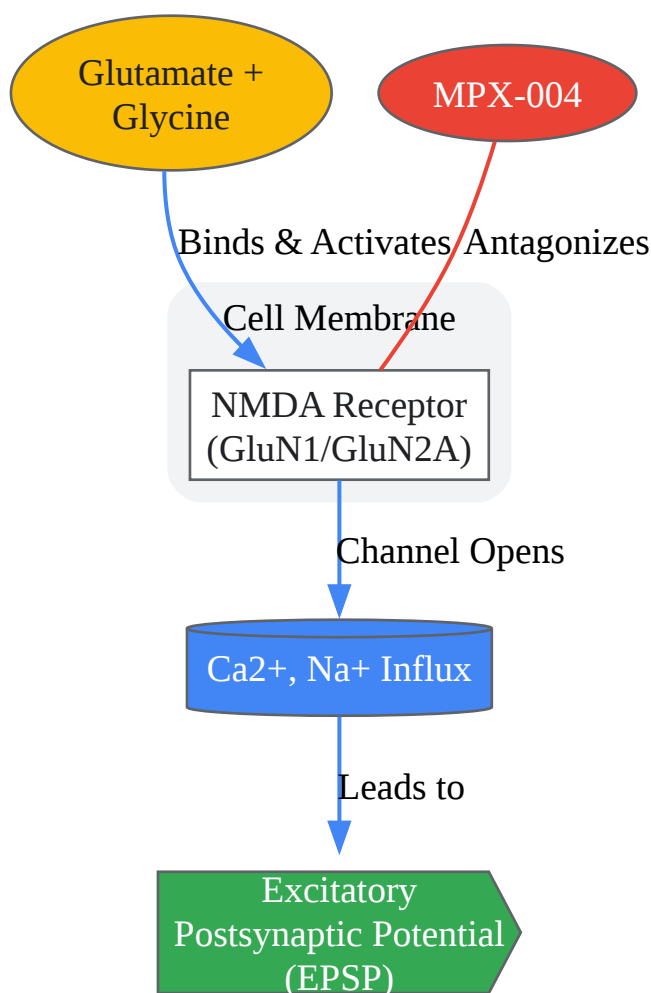 Glutamate +
Glycine
MPX-004
Binds & Activates
Antagonizes
Cell Membrane
NMDA Receptor
(GluN1/GluN2A)
Channel Opens
Ca2+, Na+ Influx
Leads to
Excitatory
Postsynaptic Potential
(EPSP)